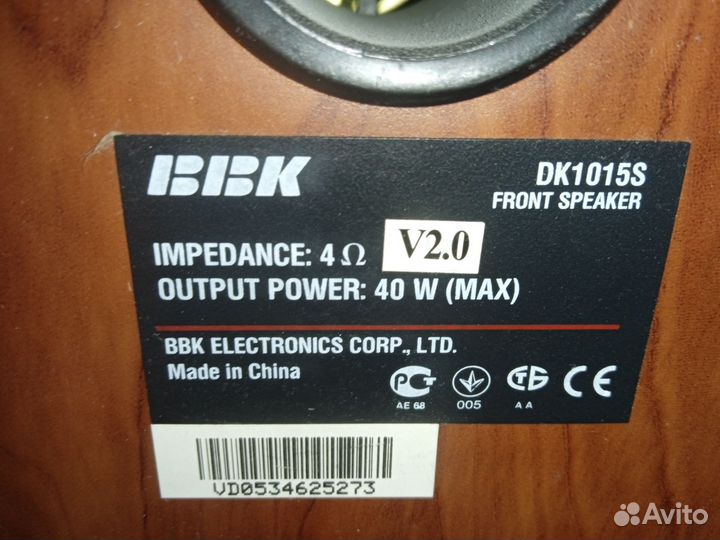 BBK
DK1015S
FRONT SPEAKER
IMPEDANCE: 4 Ω V2.0
OUTPUT POWER: 40 W (MAX)
BBK ELECTRONICS CORP., LTD.
Made in China
AE 68 005 A A CE
VD0534625273
Avito